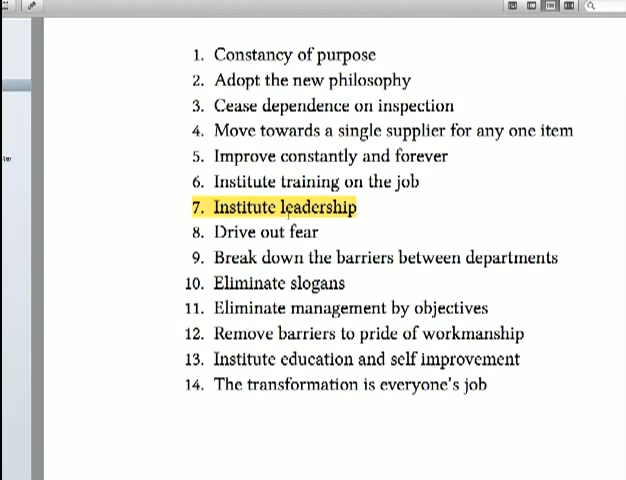 1. Constancy of purpose
2. Adopt the new philosophy
3. Cease dependence on inspection
4. Move towards a single supplier for any one item
5. Improve constantly and forever
6. Institute training on the job
7. Institute leadership
8. Drive out fear
9. Break down the barriers between departments
10. Eliminate slogans
11. Eliminate management by objectives
12. Remove barriers to pride of workmanship
13. Institute education and self improvement
14. The transformation is everyone's job